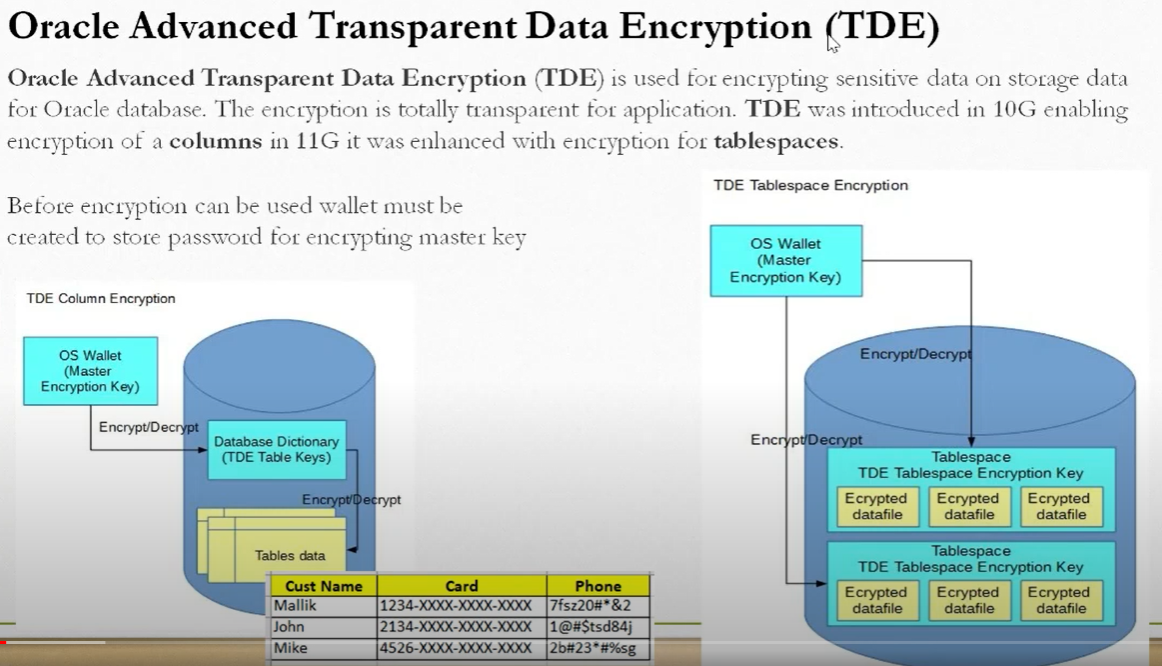 Oracle Advanced Transparent Data Encryption (TDE)
Oracle Advanced Transparent Data Encryption (TDE) is used for encrypting sensitive data on storage data
for Oracle database. The encryption is totally transparent for application. TDE was introduced in 10G enabling
encryption of a columns in 11G it was enhanced with encryption for tablespaces.
Before encryption can be used wallet must be
created to store password for encrypting master key
TDE Column Encryption
OS Wallet
(Master
Encryption Key)
Encrypt/Decrypt
Database Dictionary
(TDE Table Keys)
Encrypt/Decrypt
Tables data
Cust Name Card Phone
Mallik 1234-XXXX-XXXX-XXXX 7fsz20#*&2
John 2134-XXXX-XXXX-XXXX 1@#$tsd84j
Mike 4526-XXXX-XXXX-XXXX 2b#23*#%sg
TDE Tablespace Encryption
OS Wallet
(Master
Encryption Key)
Encrypt/Decrypt
Encrypt/Decrypt
Tablespace
TDE Tablespace Encryption Key
Ecrypted Ecrypted Ecrypted
datafile datafile datafile
Tablespace
TDE Tablespace Encryption Key
Ecrypted Ecrypted Ecrypted
datafile datafile datafile